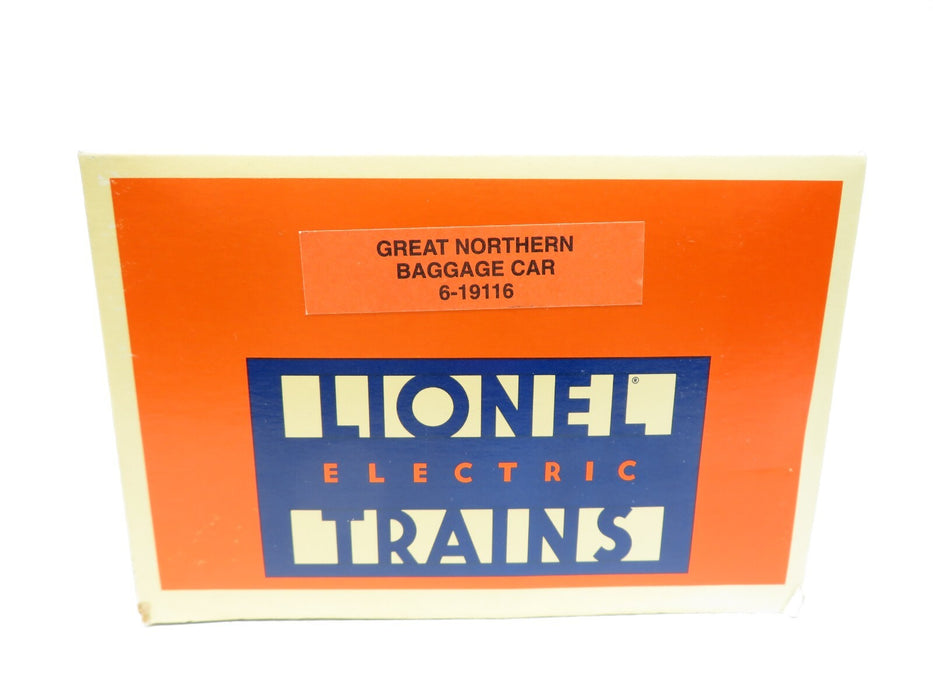 GREAT NORTHERN
BAGGAGE CAR
6-19116
LIONEL®
ELECTRIC
TRAINS